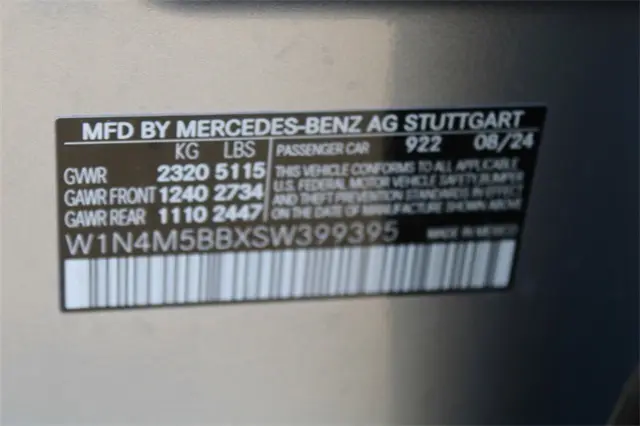 MFD BY MERCEDES-BENZ AG STUTTGART
KG LBS
GVWR 2320 5115
GAWR FRONT 1240 2734
GAWR REAR 1110 2447
PASSENGER CAR 922 08/24
THIS VEHICLE CONFORMS TO ALL APPLICABLE
U.S. FEDERAL MOTOR VEHICLE SAFETY, BUMPER,
AND THEFT PREVENTION STANDARDS IN EFFECT
ON THE DATE OF MANUFACTURE SHOWN ABOVE.
W1N4M5BBXSW399395 MADE IN MEXICO